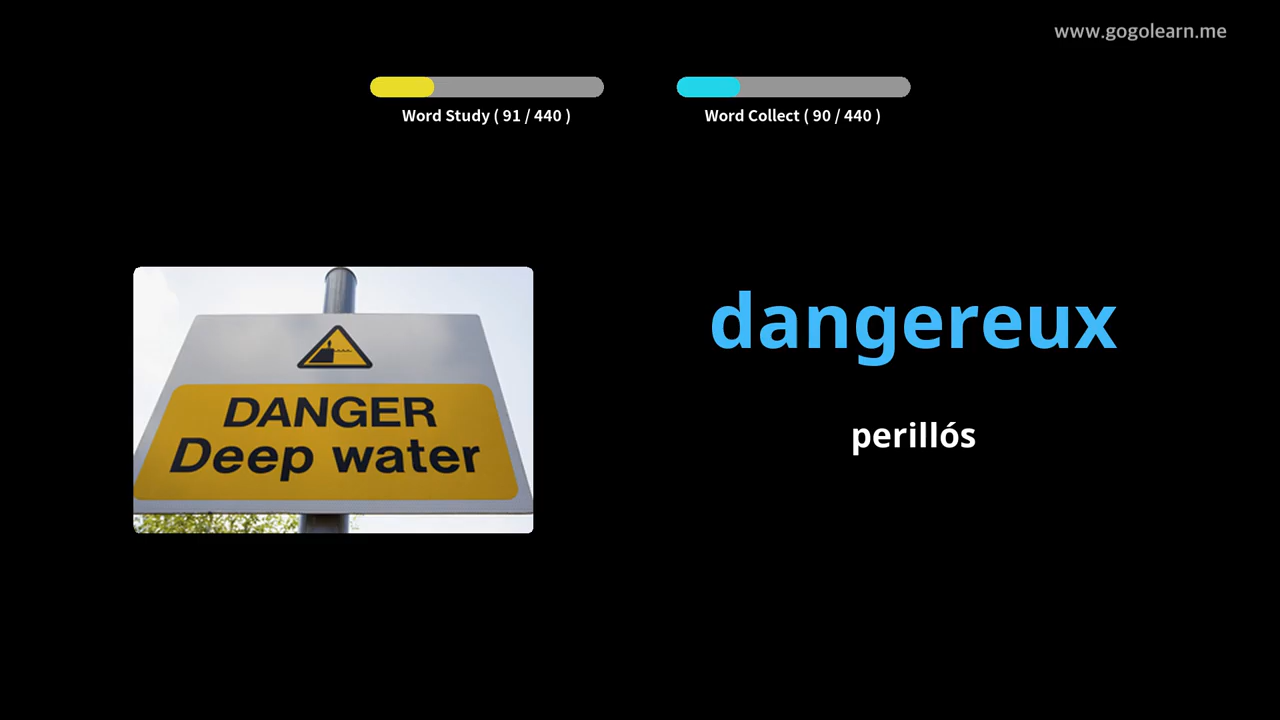 www.gogolearn.me
Word Study ( 91 / 440 )
Word Collect ( 90 / 440 )
DANGER
Deep water
dangereux
perillós